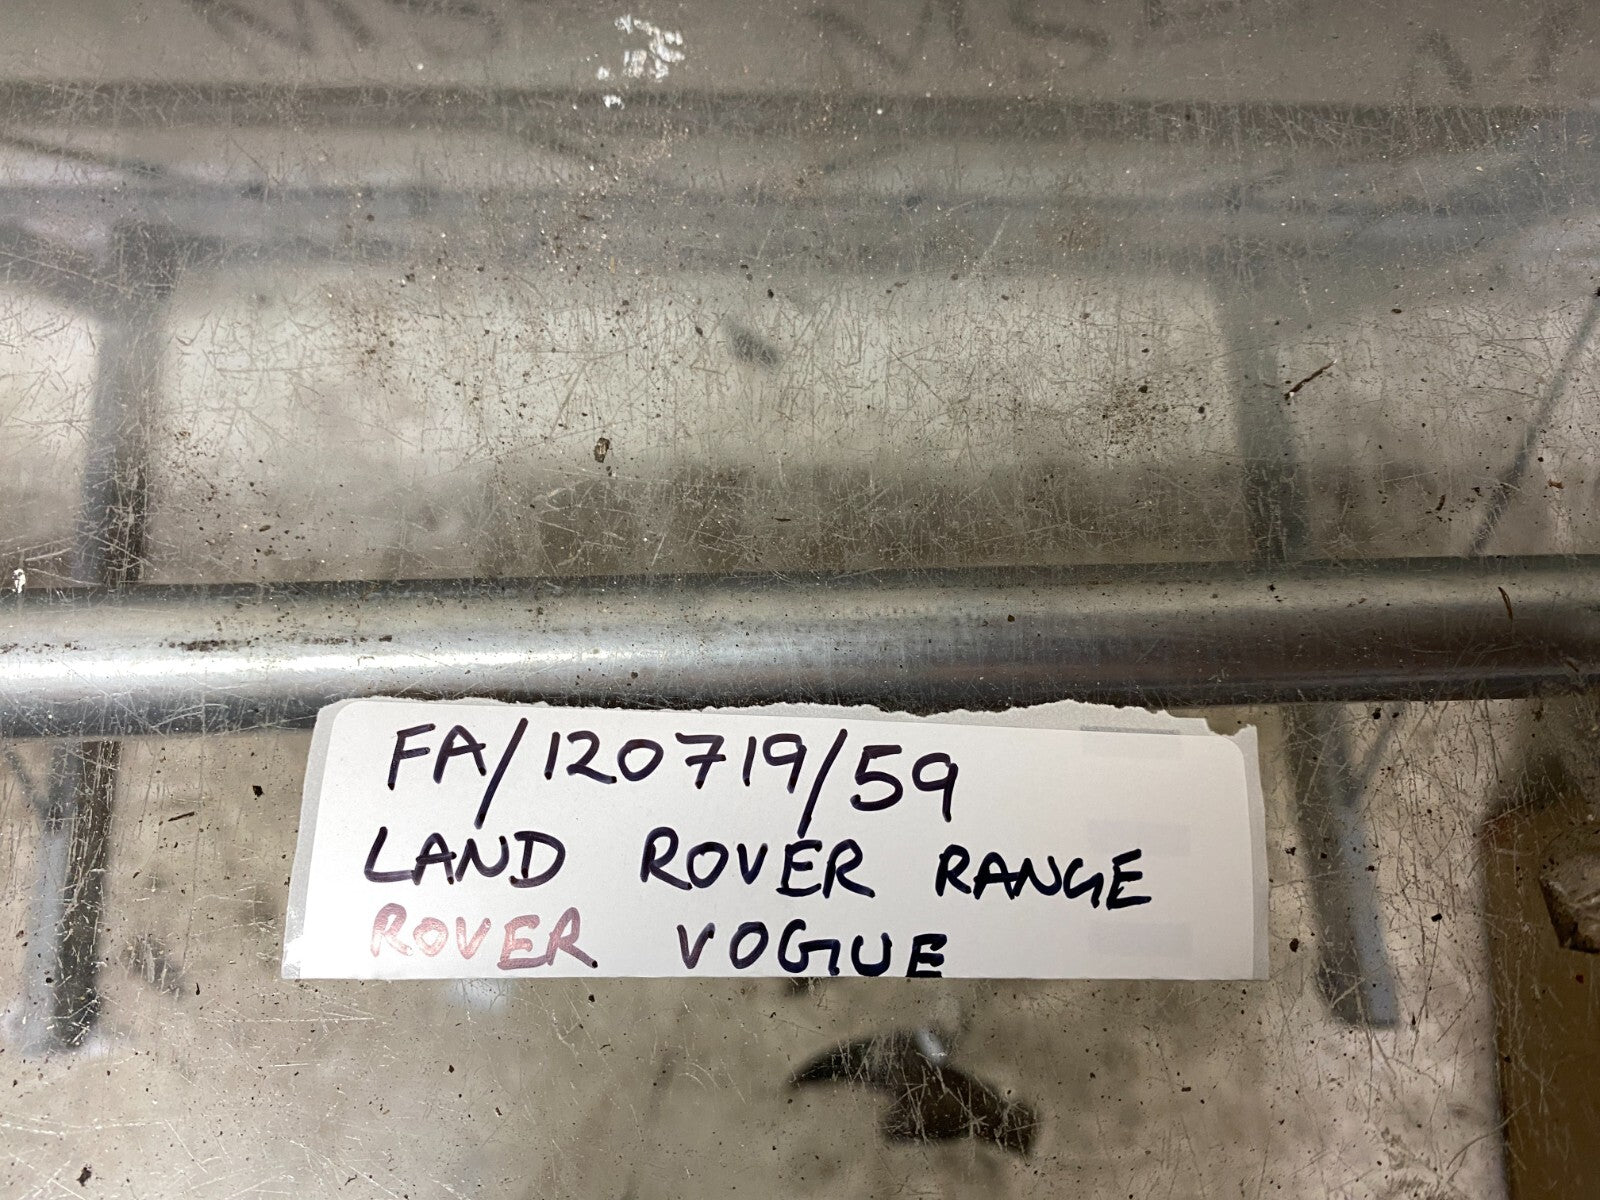 FA/120719/59
LAND ROVER RANGE
ROVER VOGUE